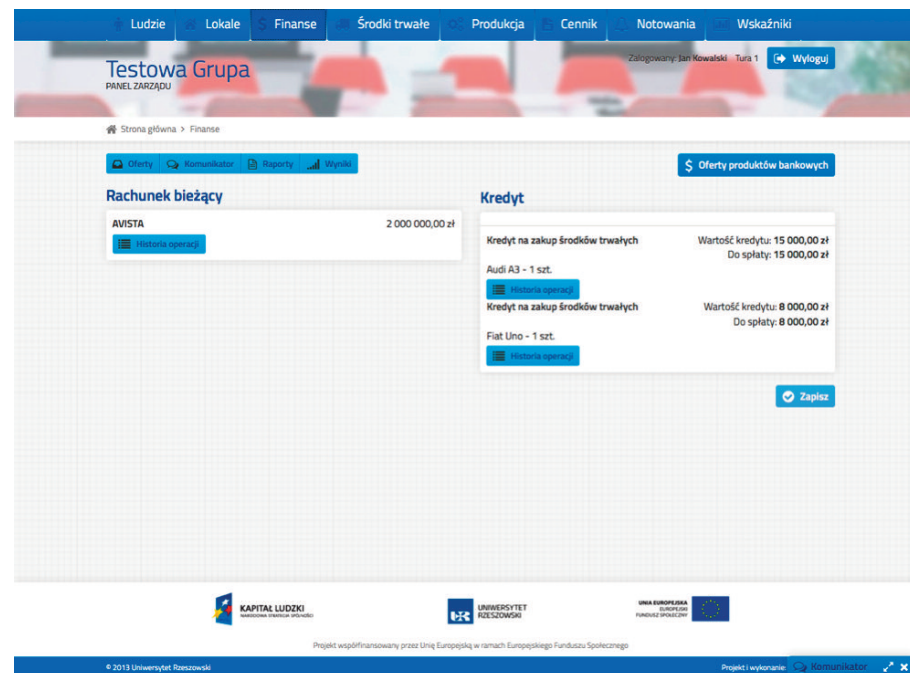 Ludzie Lokale Finanse Środki trwałe Produkcja Cennik Notowania Wskaźniki
Testowa Grupa
PANEL ZARZĄDU
Zalogowany: Jan Kowalski Tura 1 Wyloguj
Strona główna > Finanse
Oferty Komunikator Raporty Wyniki
$ Oferty produktów bankowych
Rachunek bieżący
AVISTA 2 000 000,00 zł
Historia operacji
Kredyt
Kredyt na zakup środków trwałych Wartość kredytu: 15 000,00 zł
Do spłaty: 15 000,00 zł
Audi A3 - 1 szt.
Historia operacji
Kredyt na zakup środków trwałych Wartość kredytu: 8 000,00 zł
Do spłaty: 8 000,00 zł
Fiat Uno - 1 szt.
Historia operacji
Zapisz
KAPITAŁ LUDZKI
NARODOWA STRATEGIA SPÓJNOŚCI
UNIWERSYTET
RZESZOWSKI
UNIA EUROPEJSKA
EUROPEJSKI
FUNDUSZ SPOŁECZNY
Projekt współfinansowany przez Unię Europejską w ramach Europejskiego Funduszu Społecznego
© 2013 Uniwersytet Rzeszowski
Projekt i wykonanie: Komunikator